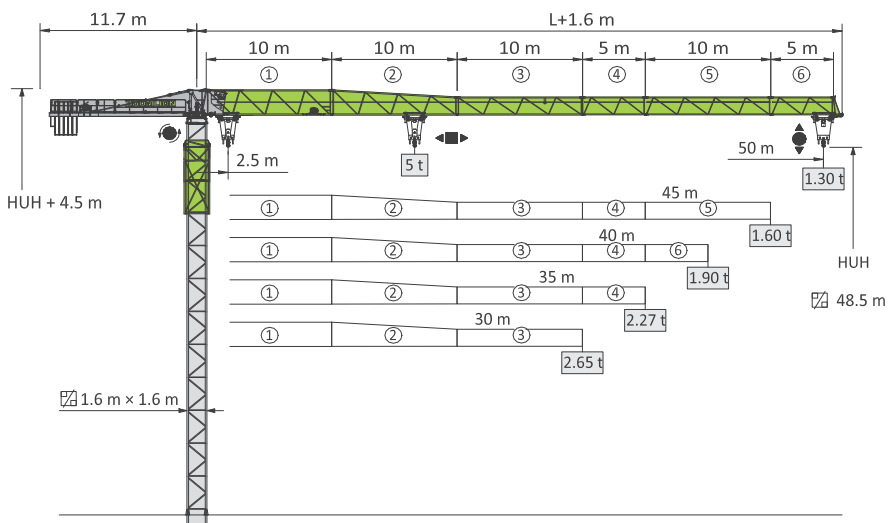 11.7 m L+1.6 m
10 m 10 m 10 m 5 m 10 m 5 m
① ② ③ ④ ⑤ ⑥
2.5 m 5 t 50 m 1.30 t
HUH + 4.5 m
45 m
① ② ③ ④ ⑤
1.60 t
40 m
① ② ③ ④ ⑥
1.90 t
HUH
35 m
① ② ③ ④
48.5 m
2.27 t
30 m
① ② ③
2.65 t
1.6 m × 1.6 m